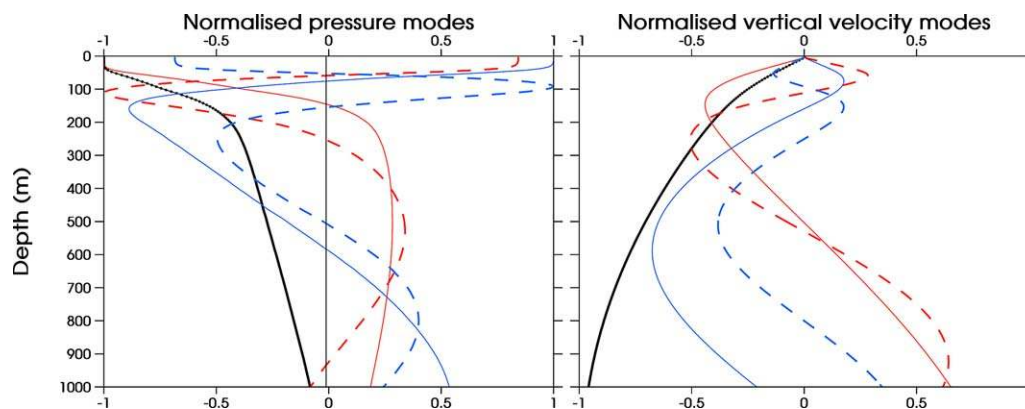 Normalised pressure modes
Normalised vertical velocity modes
-1 -0.5 0 0.5 1
-1 -0.5 0 0.5
0
100
200
300
400
500
600
700
800
900
1000
Depth (m)
-1 -0.5 0 0.5 1
-1 -0.5 0 0.5